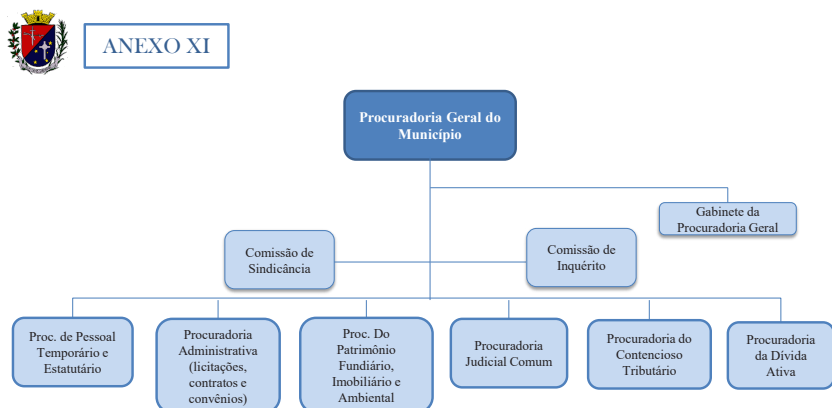 ANEXO XI
Procuradoria Geral do
Município
Gabinete da
Procuradoria Geral
Comissão de
Sindicância
Comissão de
Inquérito
Proc. de Pessoal
Temporário e
Estatutário
Procuradoria
Administrativa
(licitações,
contratos e
convênios)
Proc. Do
Patrimônio
Fundiário,
Imobiliário e
Ambiental
Procuradoria
Judicial Comum
Procuradoria do
Contencioso
Tributário
Procuradoria
da Dívida
Ativa